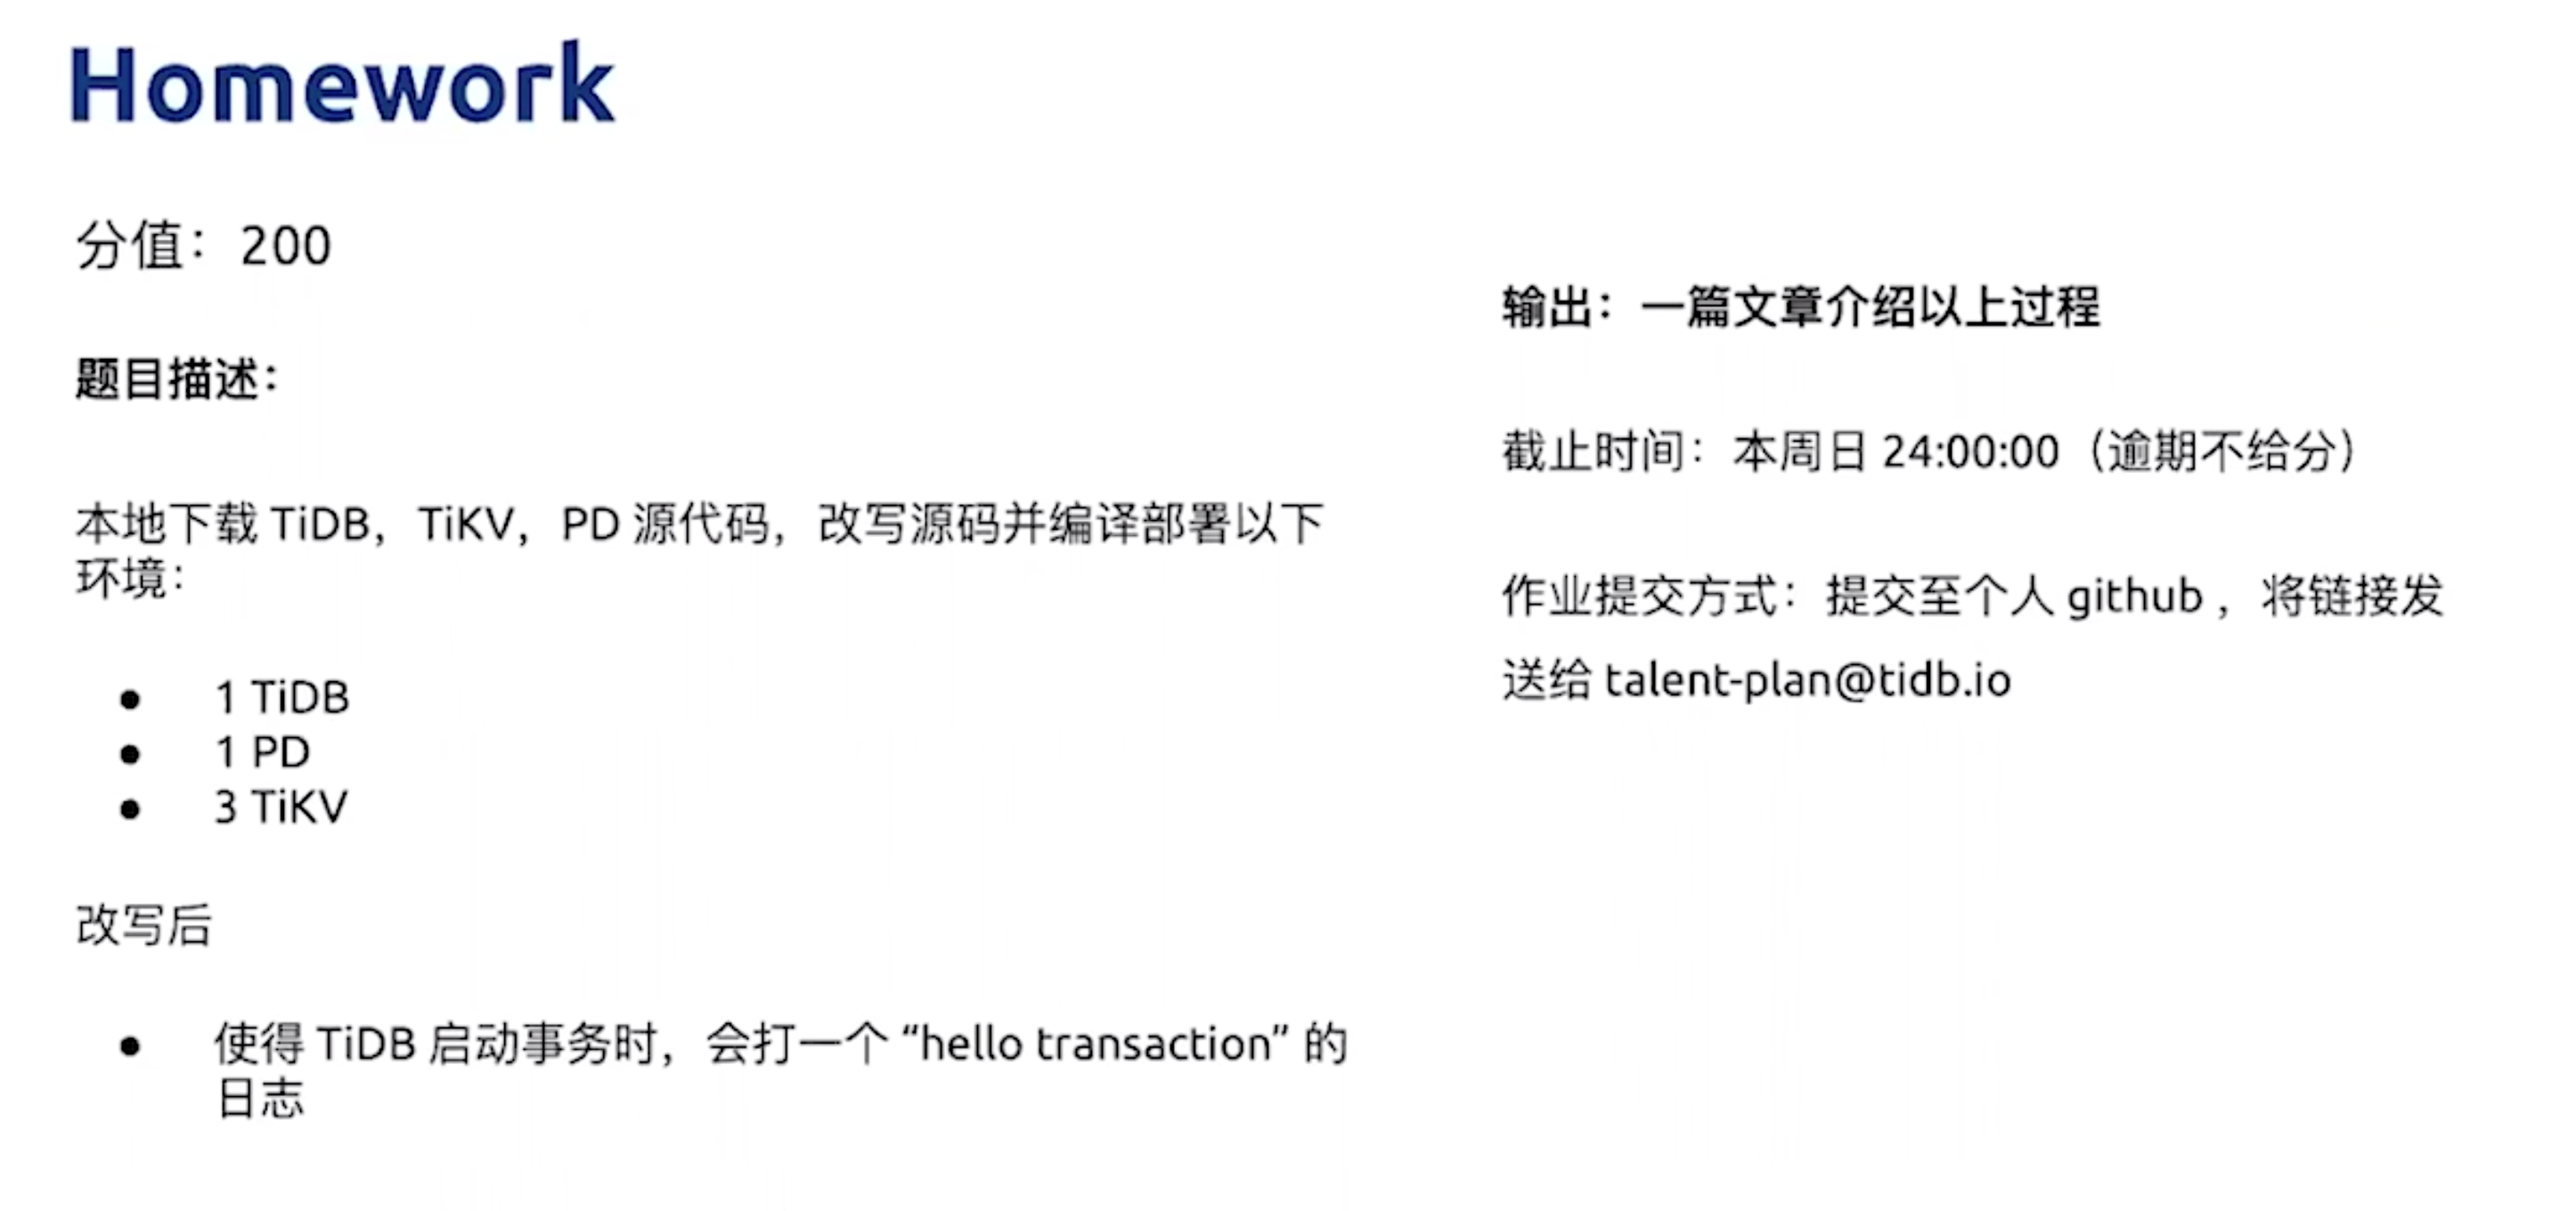 Homework
分值：200
题目描述：
本地下载 TiDB，TiKV，PD 源代码，改写源码并编译部署以下
环境：
● 1 TiDB
● 1 PD
● 3 TiKV
改写后
● 使得 TiDB 启动事务时，会打一个 “hello transaction” 的
日志
输出：一篇文章介绍以上过程
截止时间：本周日 24:00:00（逾期不给分）
作业提交方式：提交至个人 github ，将链接发
送给 talent-plan@tidb.io